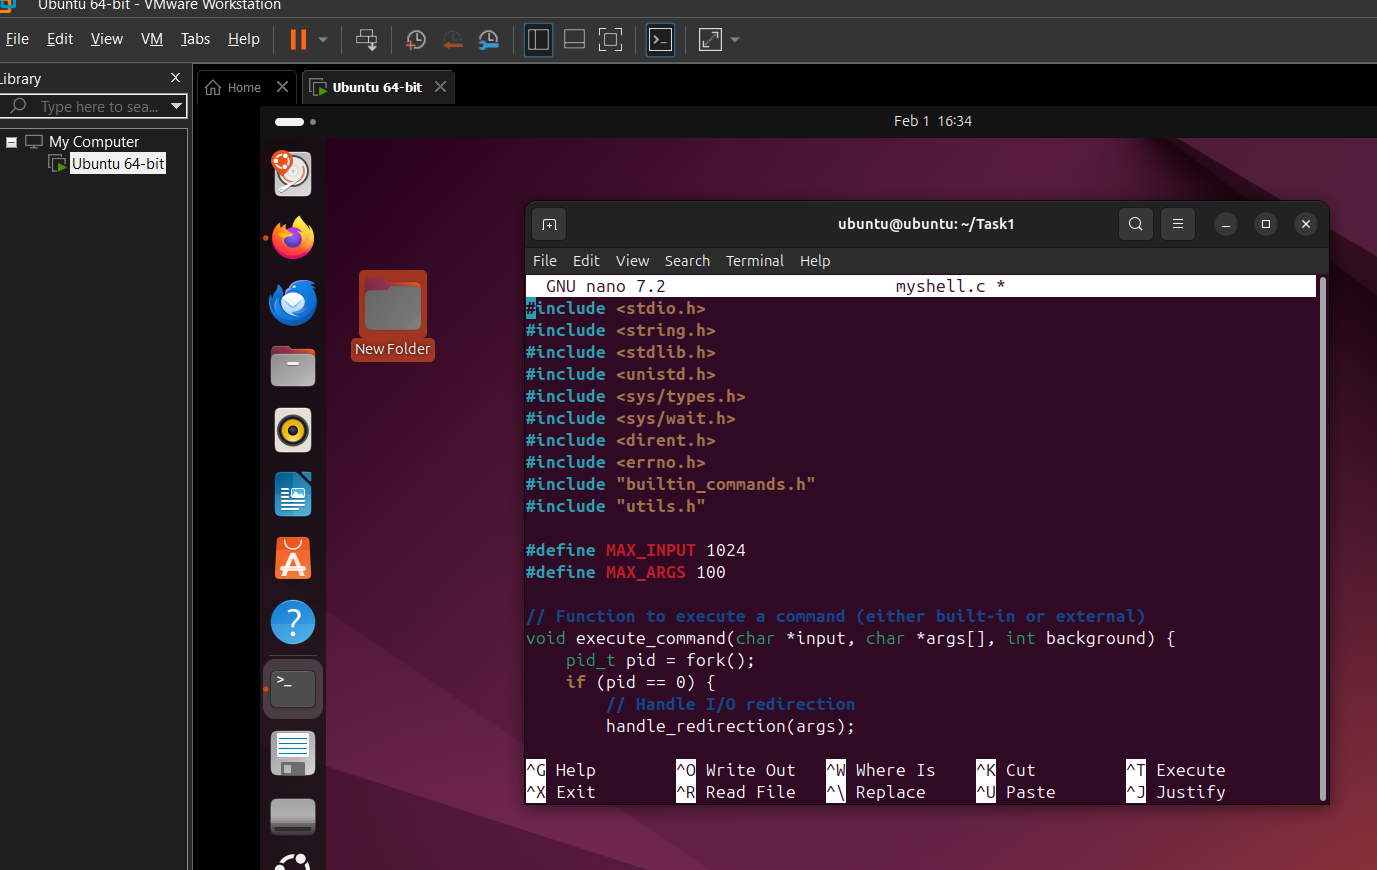 Ubuntu 64-bit - VMware Workstation
File Edit View VM Tabs Help
Library
Type here to sea...
My Computer
Ubuntu 64-bit
Home
Ubuntu 64-bit
Feb 1 16:34
New Folder
ubuntu@ubuntu: ~/Task1
File Edit View Search Terminal Help
GNU nano 7.2 myshell.c *
#include <stdio.h>
#include <string.h>
#include <stdlib.h>
#include <unistd.h>
#include <sys/types.h>
#include <sys/wait.h>
#include <dirent.h>
#include <errno.h>
#include "builtin_commands.h"
#include "utils.h"
#define MAX_INPUT 1024
#define MAX_ARGS 100
// Function to execute a command (either built-in or external)
void execute_command(char *input, char *args[], int background) {
    pid_t pid = fork();
    if (pid == 0) {
        // Handle I/O redirection
        handle_redirection(args);
^G Help ^O Write Out ^W Where Is ^K Cut ^T Execute
^X Exit ^R Read File ^\ Replace ^U Paste ^J Justify